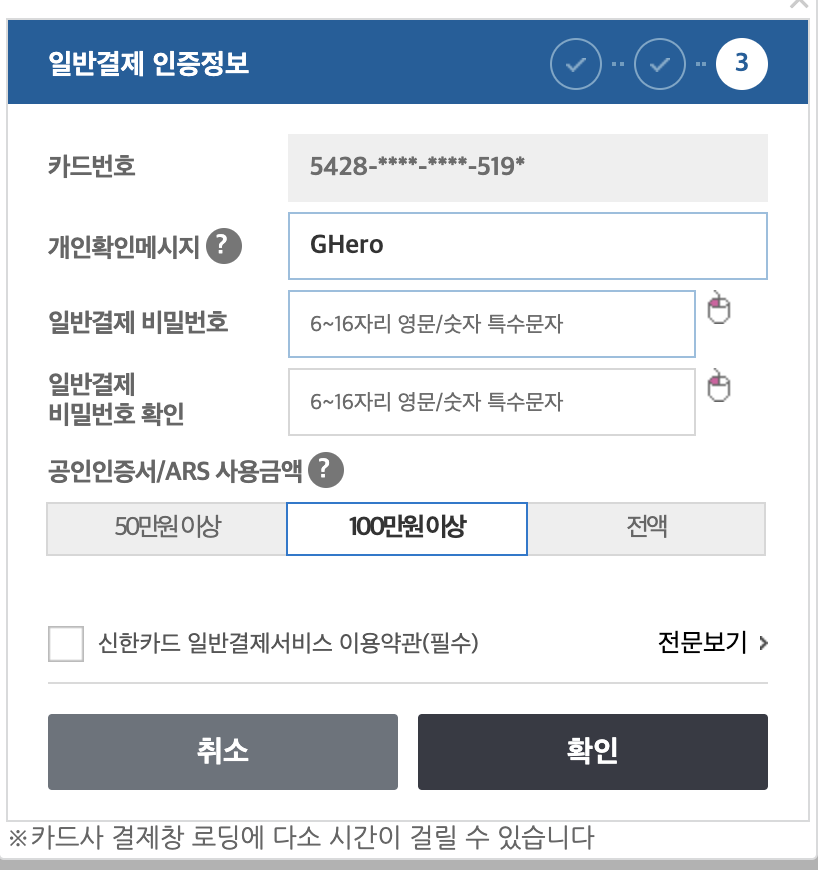 일반결제 인증정보
3
카드번호
5428-****-****-519*
개인확인메시지 ?
GHero
일반결제 비밀번호
6~16자리 영문/숫자 특수문자
일반결제
비밀번호 확인
6~16자리 영문/숫자 특수문자
공인인증서/ARS 사용금액 ?
50만원 이상
100만원 이상
전액
신한카드 일반결제서비스 이용약관(필수)
전문보기 >
취소
확인
※카드사 결제창 로딩에 다소 시간이 걸릴 수 있습니다